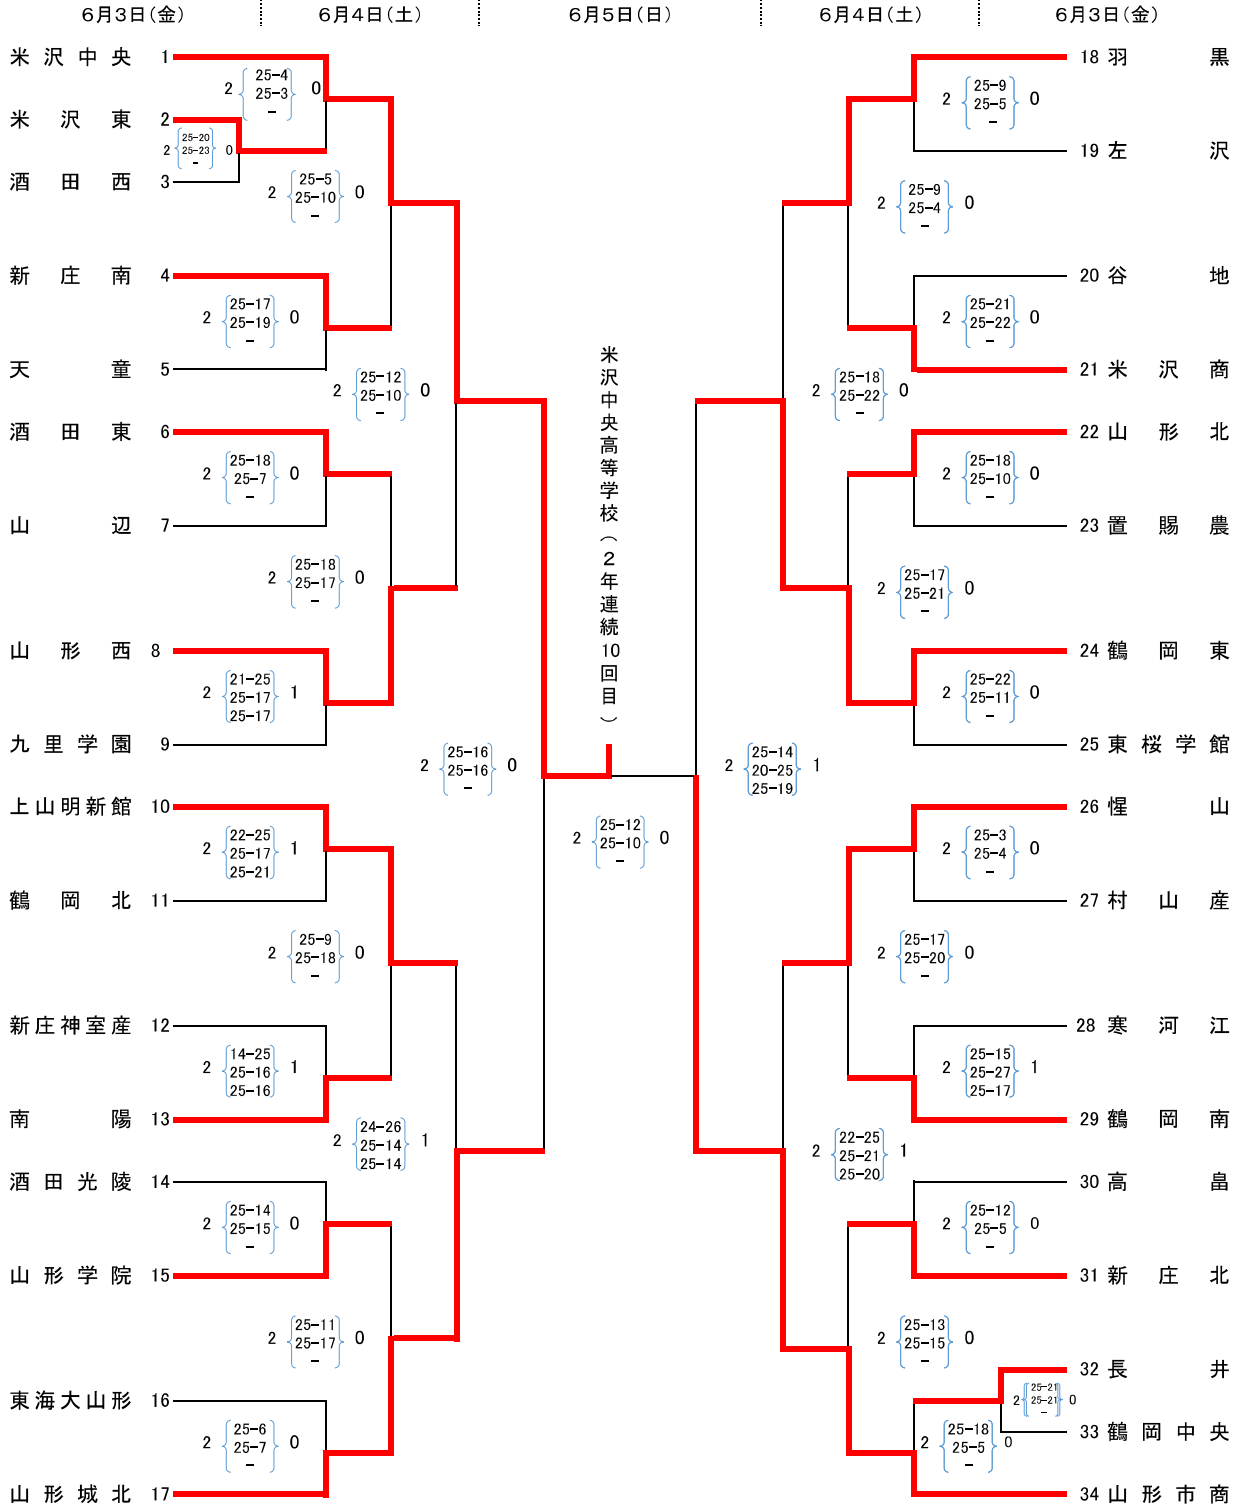 6月3日(金) 6月4日(土) 6月5日(日) 6月4日(土) 6月3日(金)
米沢中央 1
2 25-4 0
25-3
-
米沢東 2
2 25-20 0
25-23
-
酒田西 3
2 25-5 0
25-10
-
新庄南 4
2 25-17 0
25-19
-
天童 5
2 25-12 0
25-10
-
酒田東 6
2 25-18 0
25-7
-
山辺 7
2 25-18 0
25-17
-
山形西 8
2 21-25 1
25-17
25-17
九里学園 9
2 25-16 0
25-16
-
上山明新館 10
2 22-25 1
25-17
25-21
鶴岡北 11
2 25-9 0
25-18
-
新庄神室産 12
2 14-25 1
25-16
25-16
南陽 13
2 24-26 1
25-14
25-14
酒田光陵 14
2 25-14 0
25-15
-
山形学院 15
2 25-11 0
25-17
-
東海大山形 16
2 25-6 0
25-7
-
山形城北 17
米沢中央高等学校(2年連続10回目)
2 25-12 0
25-10
-
18 羽黒
2 25-9 0
25-5
-
19 左沢
2 25-9 0
25-4
-
20 谷地
2 25-21 0
25-22
-
21 米沢商
2 25-18 0
25-22
-
22 山形北
2 25-18 0
25-10
-
23 置賜農
2 25-17 0
25-21
-
24 鶴岡東
2 25-22 0
25-11
-
25 東桜学館
2 25-14 1
20-25
25-19
26 惺山
2 25-3 0
25-4
-
27 村山産
2 25-17 0
25-20
-
28 寒河江
2 25-15 1
25-27
25-17
29 鶴岡南
2 22-25 1
25-21
25-20
30 高畠
2 25-12 0
25-5
-
31 新庄北
2 25-13 0
25-15
-
32 長井
2 25-21 0
25-21
-
33 鶴岡中央
2 25-18 0
25-5
-
34 山形市商